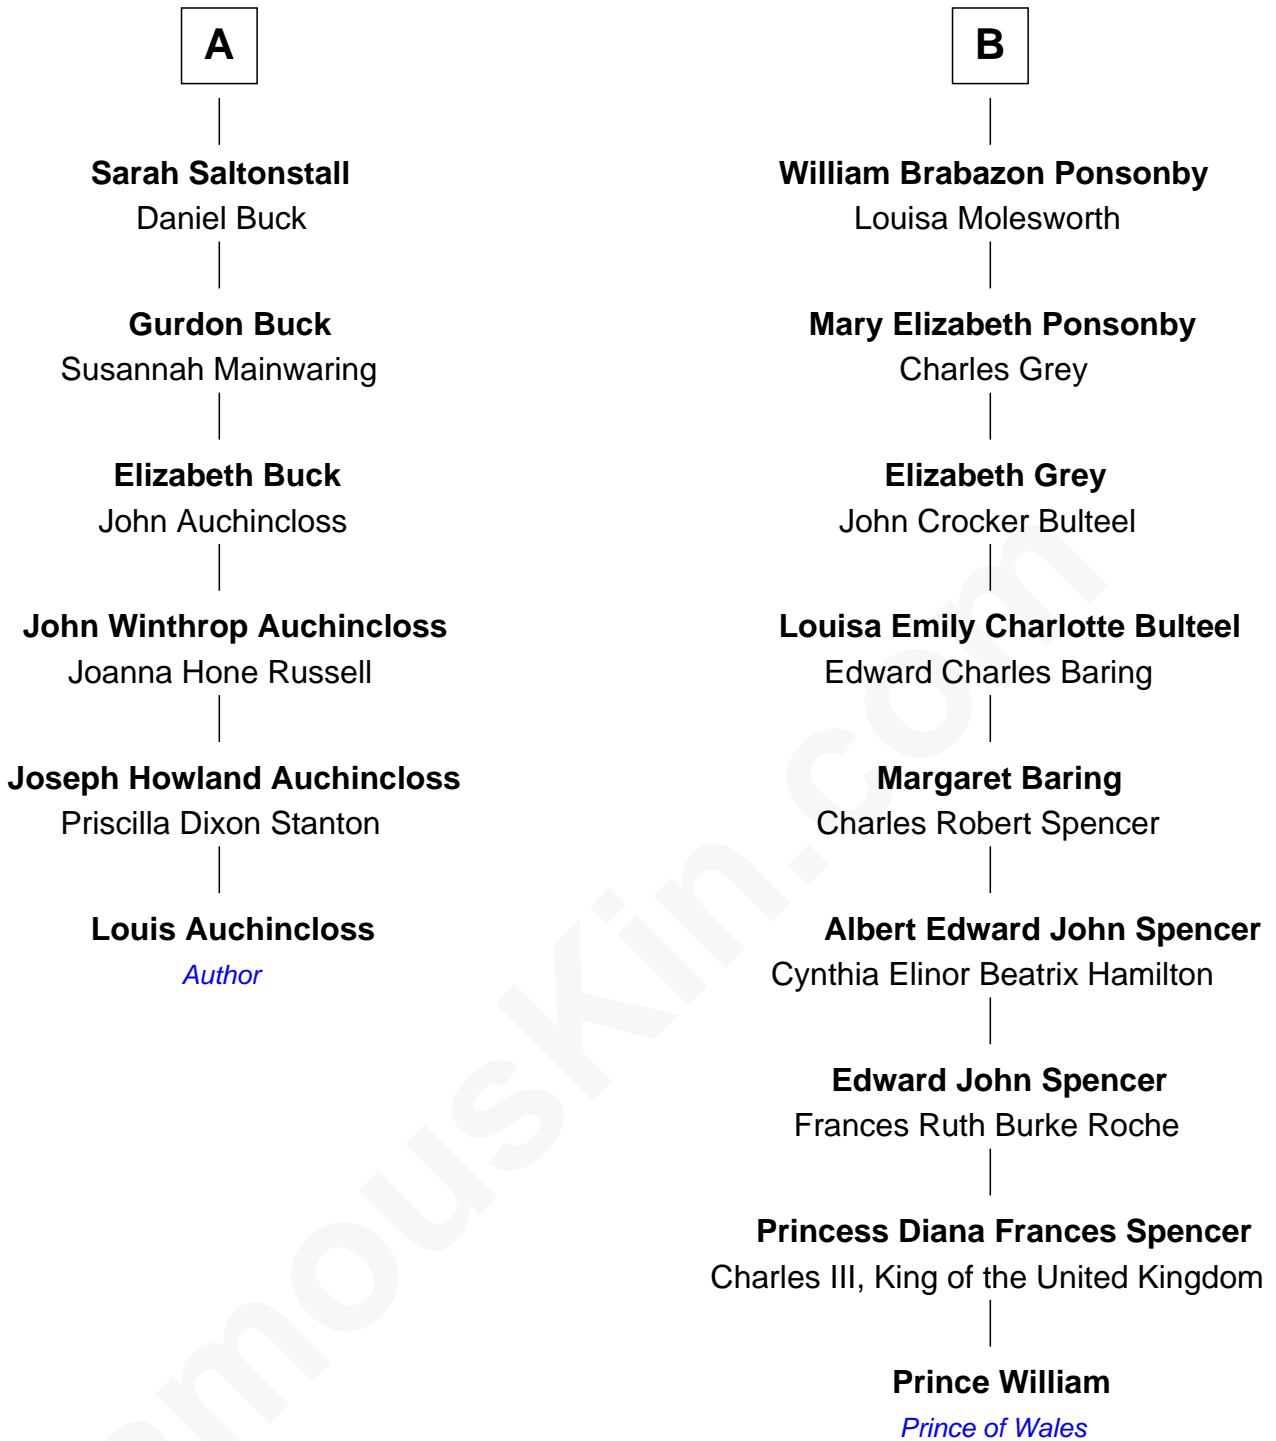 A
Sarah Saltonstall
Daniel Buck
Gurdon Buck
Susannah Mainwaring
Elizabeth Buck
John Auchincloss
John Winthrop Auchincloss
Joanna Hone Russell
Joseph Howland Auchincloss
Priscilla Dixon Stanton
Louis Auchincloss
Author
B
William Brabazon Ponsonby
Louisa Molesworth
Mary Elizabeth Ponsonby
Charles Grey
Elizabeth Grey
John Crocker Bulteel
Louisa Emily Charlotte Bulteel
Edward Charles Baring
Margaret Baring
Charles Robert Spencer
Albert Edward John Spencer
Cynthia Elinor Beatrix Hamilton
Edward John Spencer
Frances Ruth Burke Roche
Princess Diana Frances Spencer
Charles III, King of the United Kingdom
Prince William
Prince of Wales
amouskin.com